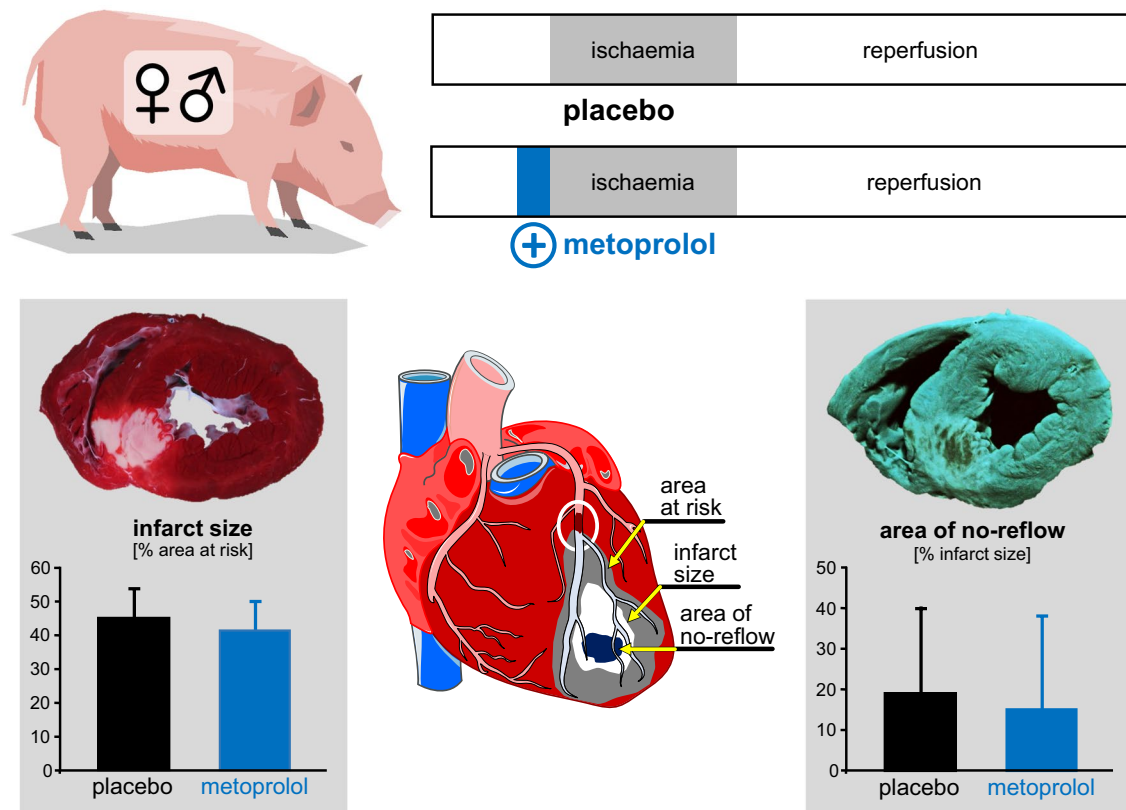 ♀♂
ischaemia
reperfusion
placebo
ischaemia
reperfusion
+ metoprolol
infarct size
[% area at risk]
60
50
40
30
20
10
0
placebo
metoprolol
area
at risk
infarct
size
area of
no-reflow
area of no-reflow
[% infarct size]
50
40
30
20
10
0
placebo
metoprolol